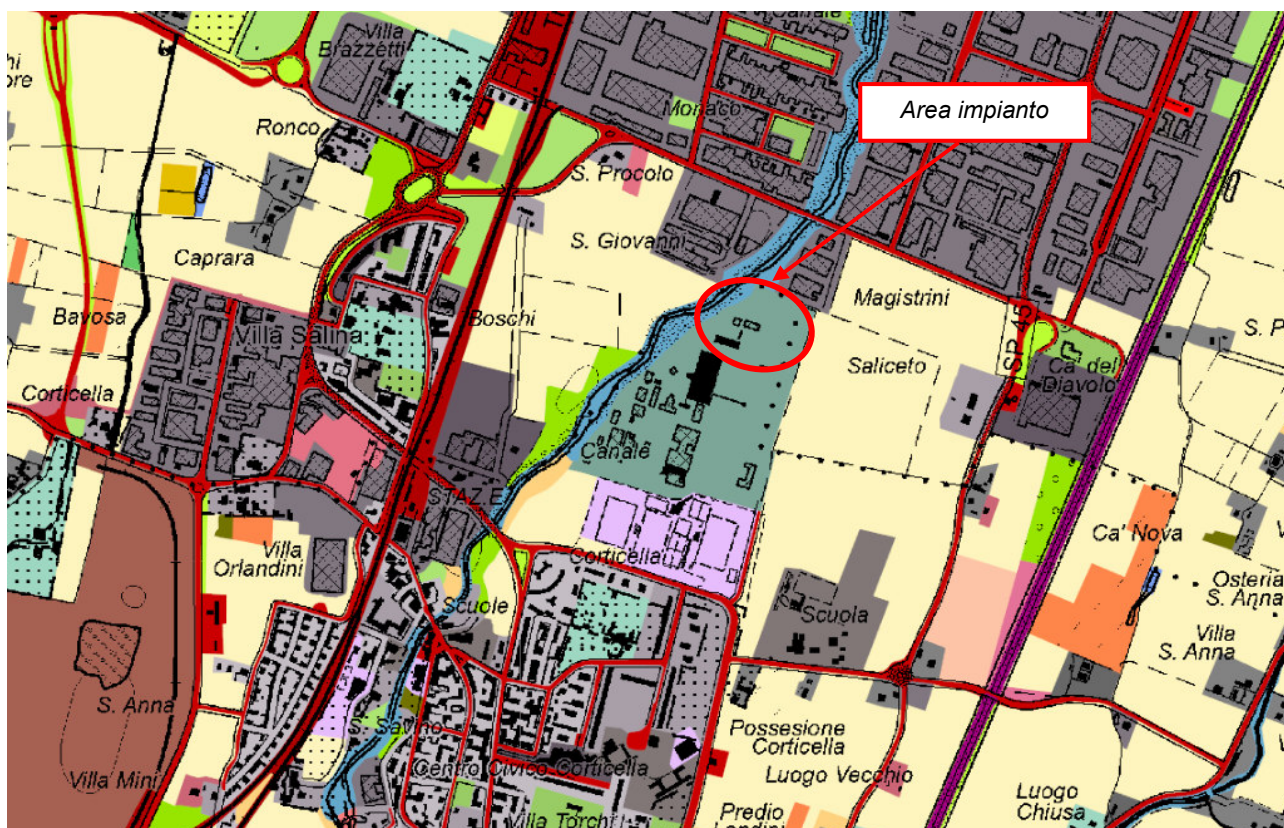 Canale
Villa
Brazzetti
Area impianto
Monaco
Ronco
S. Procolo
S. Giovanni
Caprara
Magistrini
Bavosa
Boschi
Villa Salina
Saliceto
SP 45
Ca' del
Diavolo
Corticella
Canale
STAZ.E
Ca' Nova
Villa
Orlandini
Corticella
Osteria
S. Anna
Scuole
Scuola
Villa
S. Anna
S. Anna
S. Savino
Possesione
Corticella
Villa Mini
Centro Civico Corticella
Luogo Vecchio
Luogo
Chiusa
Villa Torchi
Predio